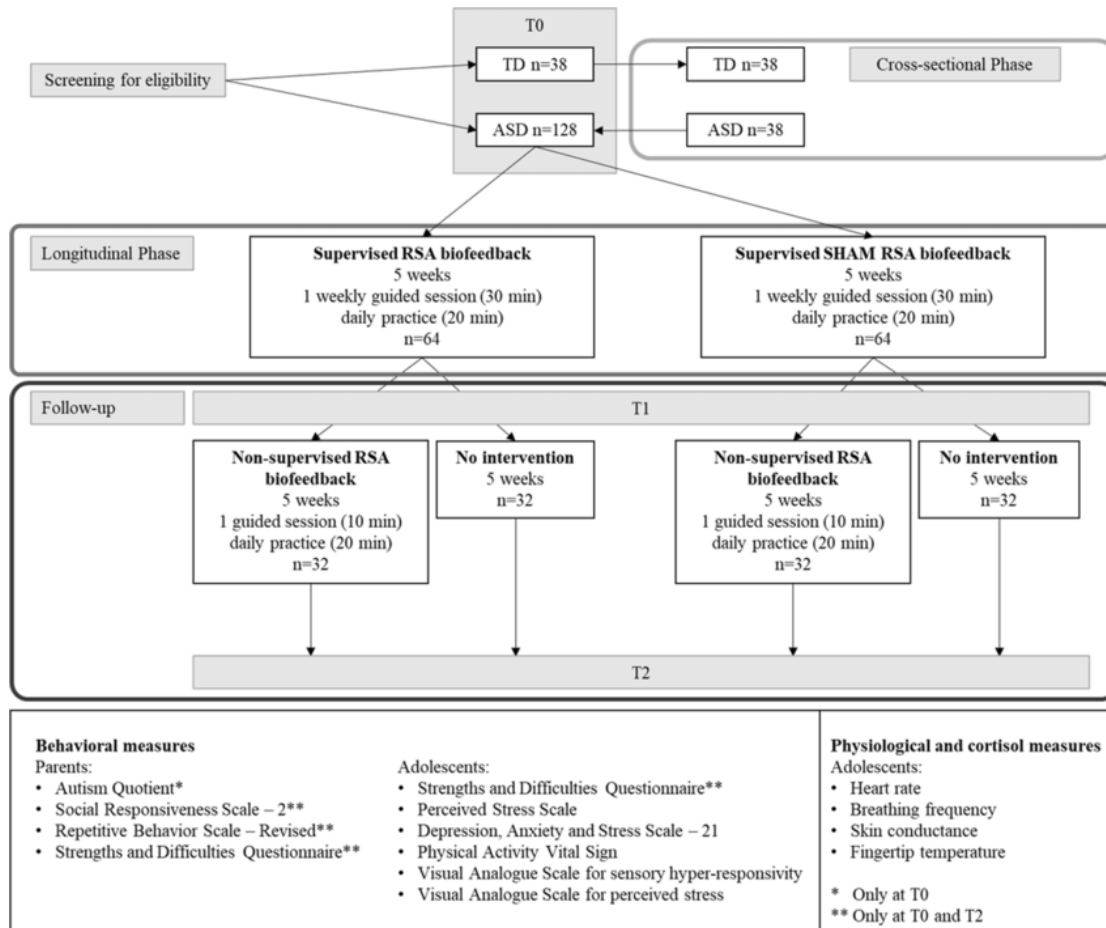 T0
Screening for eligibility
TD n=38
TD n=38
Cross-sectional Phase
ASD n=128
ASD n=38
Longitudinal Phase
Supervised RSA biofeedback
5 weeks
1 weekly guided session (30 min)
daily practice (20 min)
n=64
Supervised SHAM RSA biofeedback
5 weeks
1 weekly guided session (30 min)
daily practice (20 min)
n=64
Follow-up
T1
Non-supervised RSA
biofeedback
5 weeks
1 guided session (10 min)
daily practice (20 min)
n=32
No intervention
5 weeks
n=32
Non-supervised RSA
biofeedback
5 weeks
1 guided session (10 min)
daily practice (20 min)
n=32
No intervention
5 weeks
n=32
T2
Behavioral measures
Parents:
• Autism Quotient*
• Social Responsiveness Scale – 2**
• Repetitive Behavior Scale – Revised**
• Strengths and Difficulties Questionnaire**
Adolescents:
• Strengths and Difficulties Questionnaire**
• Perceived Stress Scale
• Depression, Anxiety and Stress Scale – 21
• Physical Activity Vital Sign
• Visual Analogue Scale for sensory hyper-responsivity
• Visual Analogue Scale for perceived stress
Physiological and cortisol measures
Adolescents:
• Heart rate
• Breathing frequency
• Skin conductance
• Fingertip temperature
* Only at T0
** Only at T0 and T2